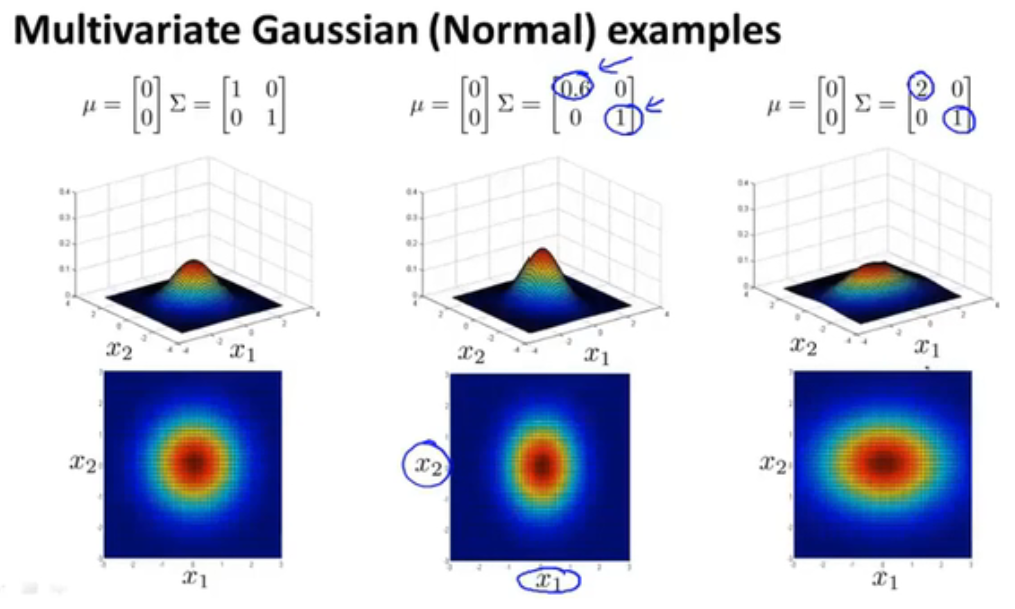 Multivariate Gaussian (Normal) examples
μ = [0 0] Σ = [1 0 0 1]
μ = [0 0] Σ = [0.6 0 0 1]
μ = [0 0] Σ = [2 0 0 1]
x2 x1
x2 x1
x2 x1
x2
x1
x2
x1
x2
x1